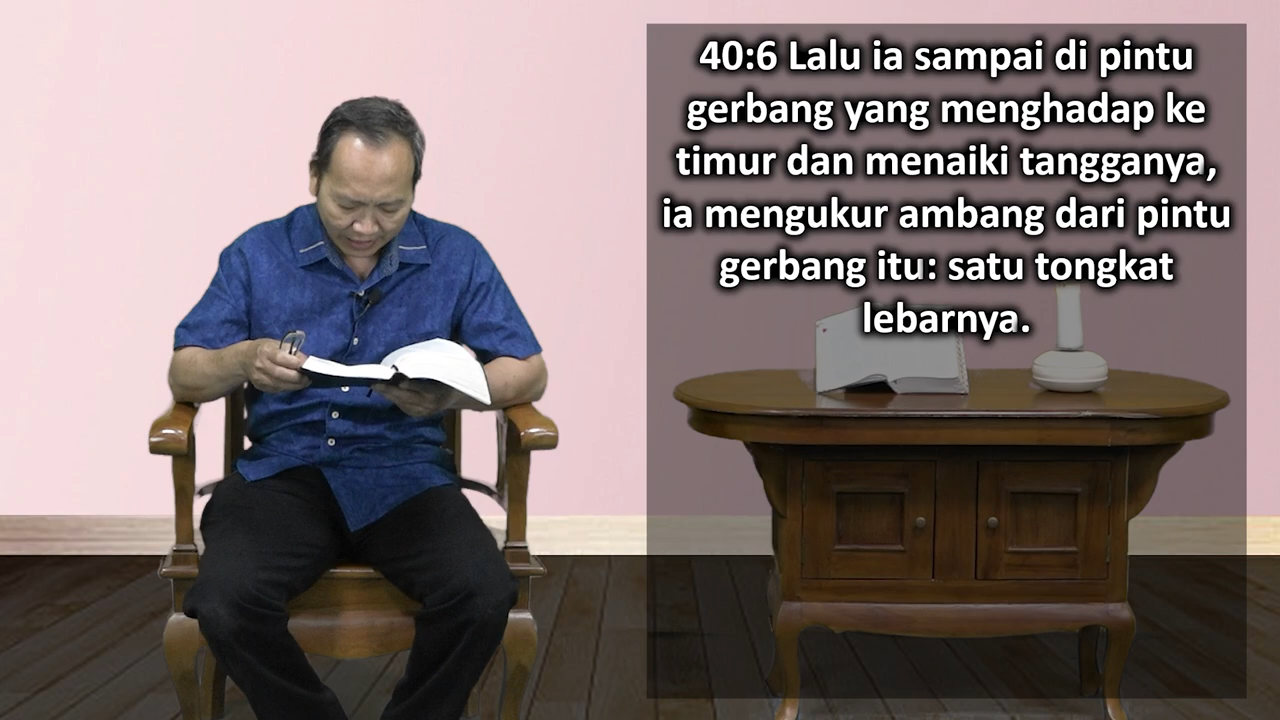 40:6 Lalu ia sampai di pintu
gerbang yang menghadap ke
timur dan menaiki tangganya,
ia mengukur ambang dari pintu
gerbang itu: satu tongkat
lebarnya.